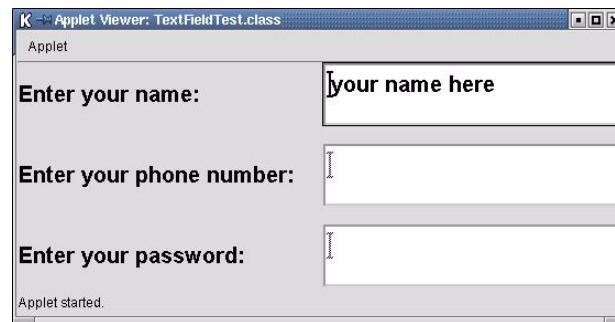 Applet Viewer: TextFieldTest.class
Applet
Enter your name:
your name here
Enter your phone number:
Enter your password:
Applet started.